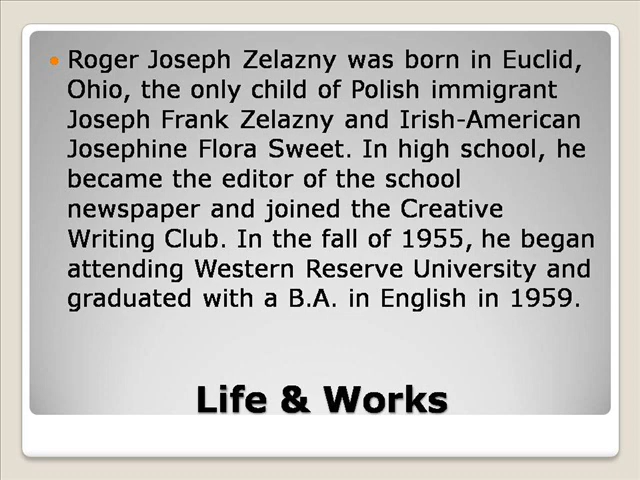 Roger Joseph Zelazny was born in Euclid,
Ohio, the only child of Polish immigrant
Joseph Frank Zelazny and Irish-American
Josephine Flora Sweet. In high school, he
became the editor of the school
newspaper and joined the Creative
Writing Club. In the fall of 1955, he began
attending Western Reserve University and
graduated with a B.A. in English in 1959.
Life & Works